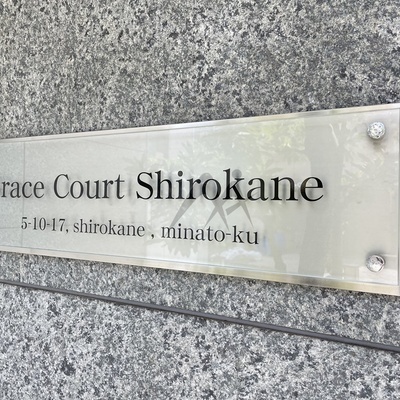 race Court Shirokane
5-10-17, shirokane , minato-ku